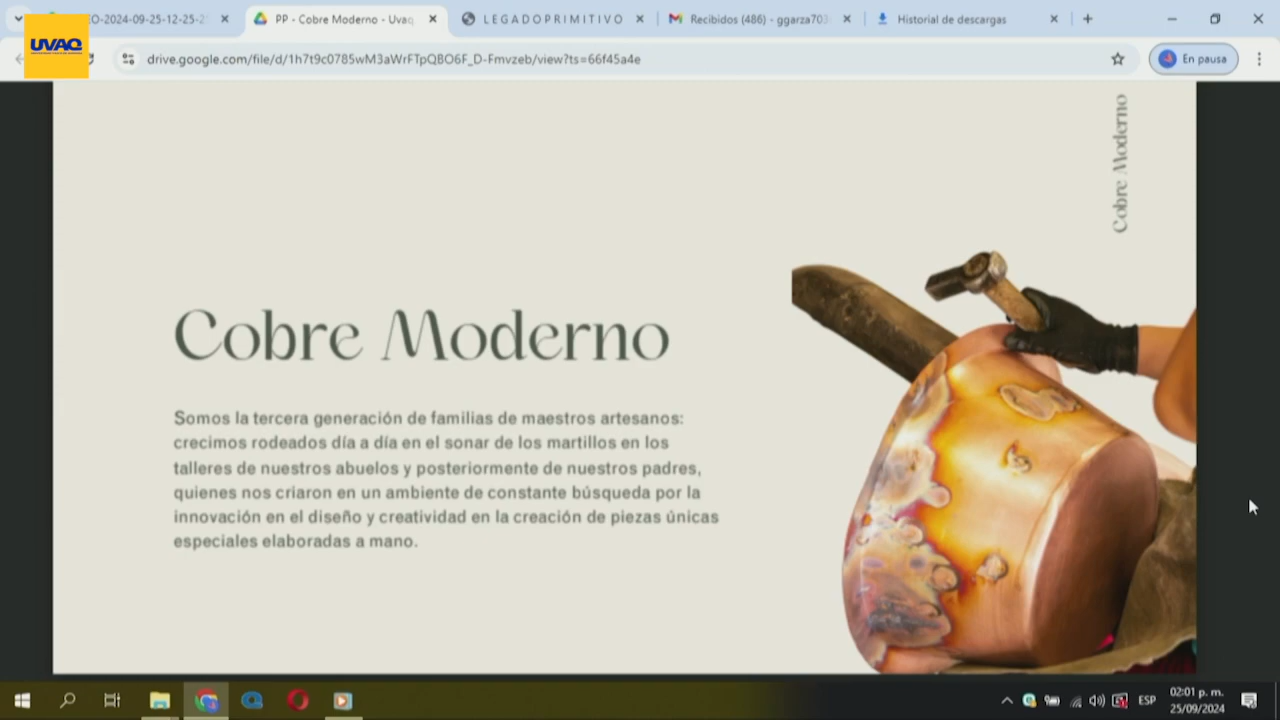 PP - Cobre Moderno - Uvaq
L E G A D O P R I M I T I V O
Recibidos (486) - ggarza703
Historial de descargas
UVAQ
drive.google.com/file/d/1h7t9c0785wM3aWrFTpQBO6F_D-Fmvzeb/view?ts=66f45a4e
En pausa
Cobre Moderno
Cobre Moderno
Somos la tercera generación de familias de maestros artesanos:
crecimos rodeados día a día en el sonar de los martillos en los
talleres de nuestros abuelos y posteriormente de nuestros padres,
quienes nos criaron en un ambiente de constante búsqueda por la
innovación en el diseño y creatividad en la creación de piezas únicas
especiales elaboradas a mano.
ESP
02:01 p. m.
25/09/2024